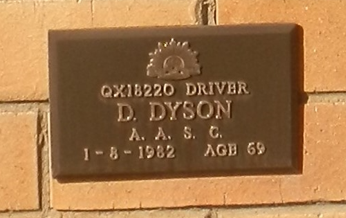 QX18220 DRIVER
D. DYSON
A. A. S. C.
1 - 8 - 1982 AGE 69